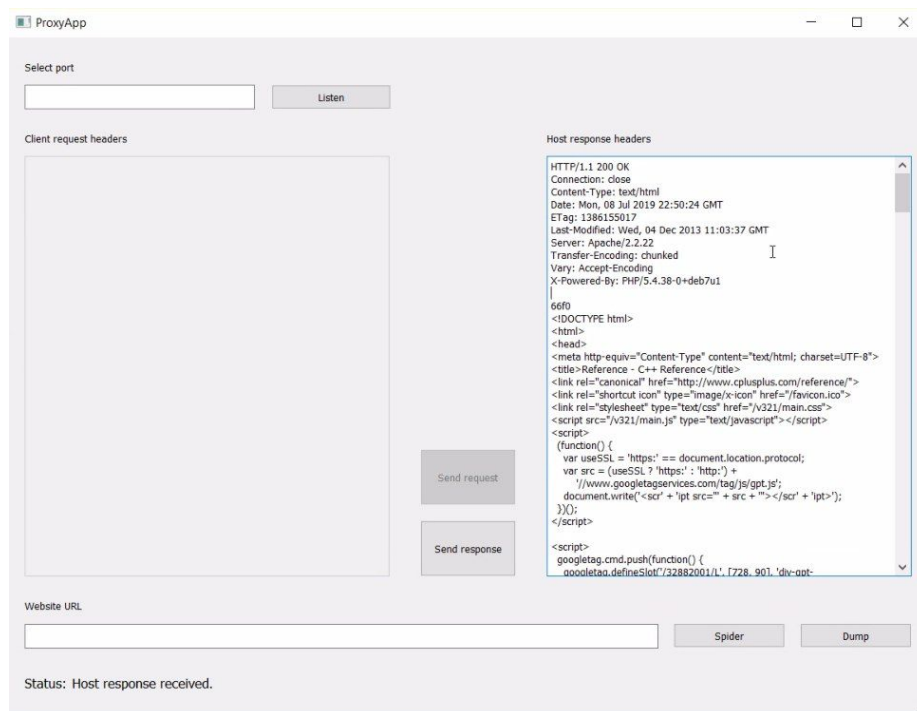 ProxyApp
Select port
Listen
Client request headers
Host response headers
HTTP/1.1 200 OK
Connection: close
Content-Type: text/html
Date: Mon, 08 Jul 2019 22:50:24 GMT
ETag: 1386155017
Last-Modified: Wed, 04 Dec 2013 11:03:37 GMT
Server: Apache/2.2.22
Transfer-Encoding: chunked
Vary: Accept-Encoding
X-Powered-By: PHP/5.4.38-0+deb7u1
66f0
<!DOCTYPE html>
<html>
<head>
<meta http-equiv="Content-Type" content="text/html; charset=UTF-8">
<title>Reference - C++ Reference</title>
<link rel="canonical" href="http://www.cplusplus.com/reference/">
<link rel="shortcut icon" type="image/x-icon" href="/favicon.ico">
<link rel="stylesheet" type="text/css" href="/v321/main.css">
<script src="/v321/main.js" type="text/javascript"></script>
<script>
(function() {
var useSSL = 'https:' == document.location.protocol;
var src = (useSSL ? 'https:' : 'http:') +
'//www.googletagservices.com/tag/js/gpt.js';
document.write('<scr' + 'ipt src="' + src + '"></scr' + 'ipt>');
})();
</script>
<script>
googletag.cmd.push(function() {
googletag.defineSlot('/32882001/L', [728, 90], 'div-gpt-
Send request
Send response
Website URL
Spider
Dump
Status: Host response received.